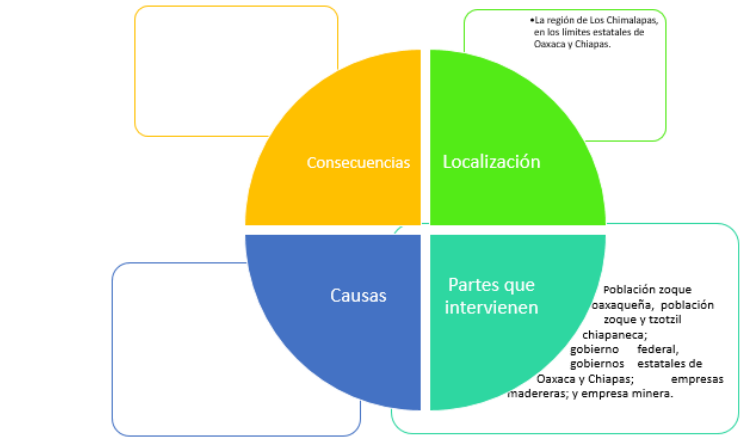 •La región de Los Chimalapas,
en los límites estatales de
Oaxaca y Chiapas.
Consecuencias
Localización
Causas
Partes que
intervienen
Población zoque
oaxaqueña, población
zoque y tzotzil
chiapaneca;
gobierno federal,
gobiernos estatales de
Oaxaca y Chiapas; empresas
madereras; y empresa minera.